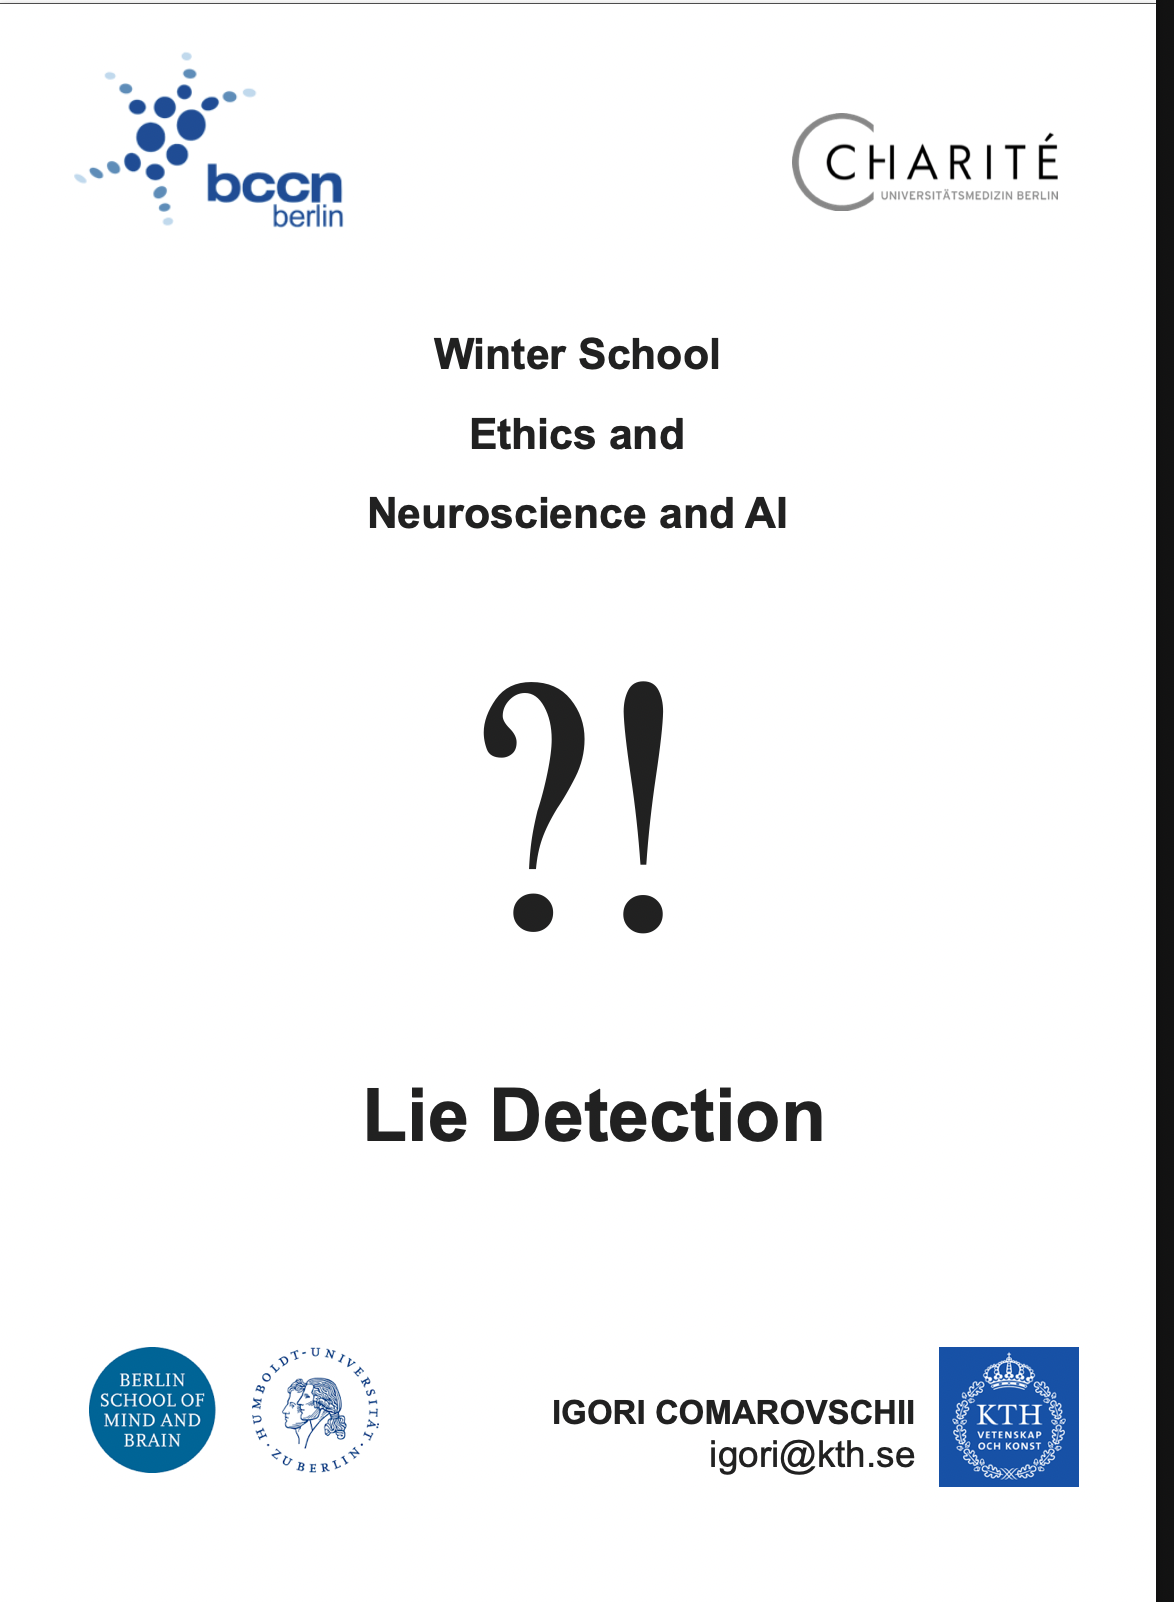 bccn
berlin
CHARITÉ
UNIVERSITÄTSMEDIZIN BERLIN
Winter School
Ethics and
Neuroscience and AI
?!
Lie Detection
BERLIN
SCHOOL OF
MIND AND
BRAIN
HUMBOLDT-UNIVERSITÄT · ZU BERLIN ·
IGORI COMAROVSCHII
igori@kth.se
KTH
VETENSKAP
OCH KONST